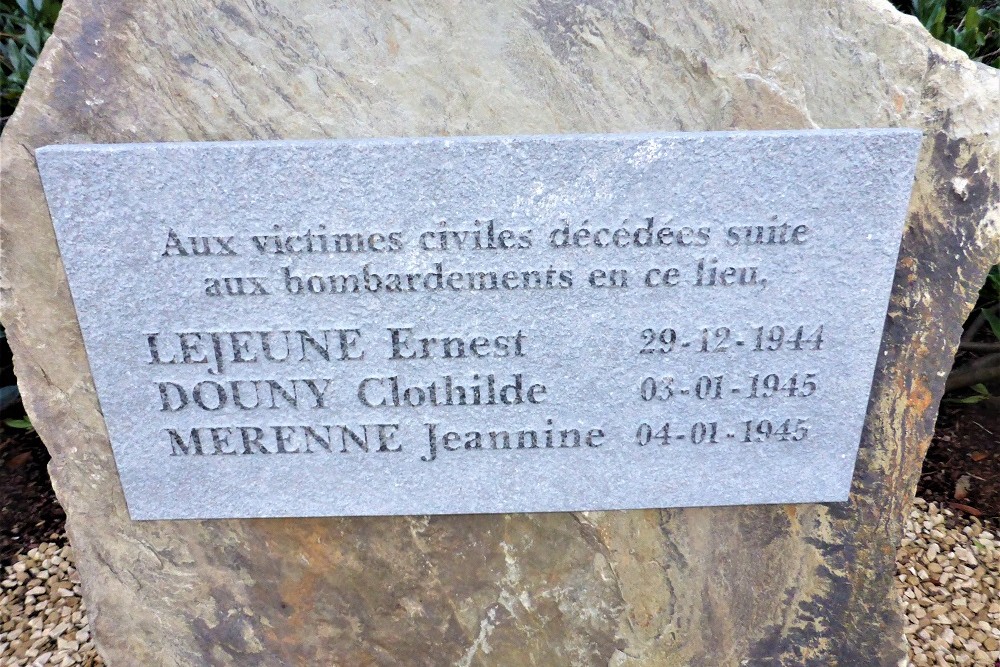 Aux victimes civiles décédées suite
aux bombardements en ce lieu,
LEJEUNE Ernest 29-12-1944
DOUNY Clothilde 03-01-1945
MERENNE Jeannine 04-01-1945